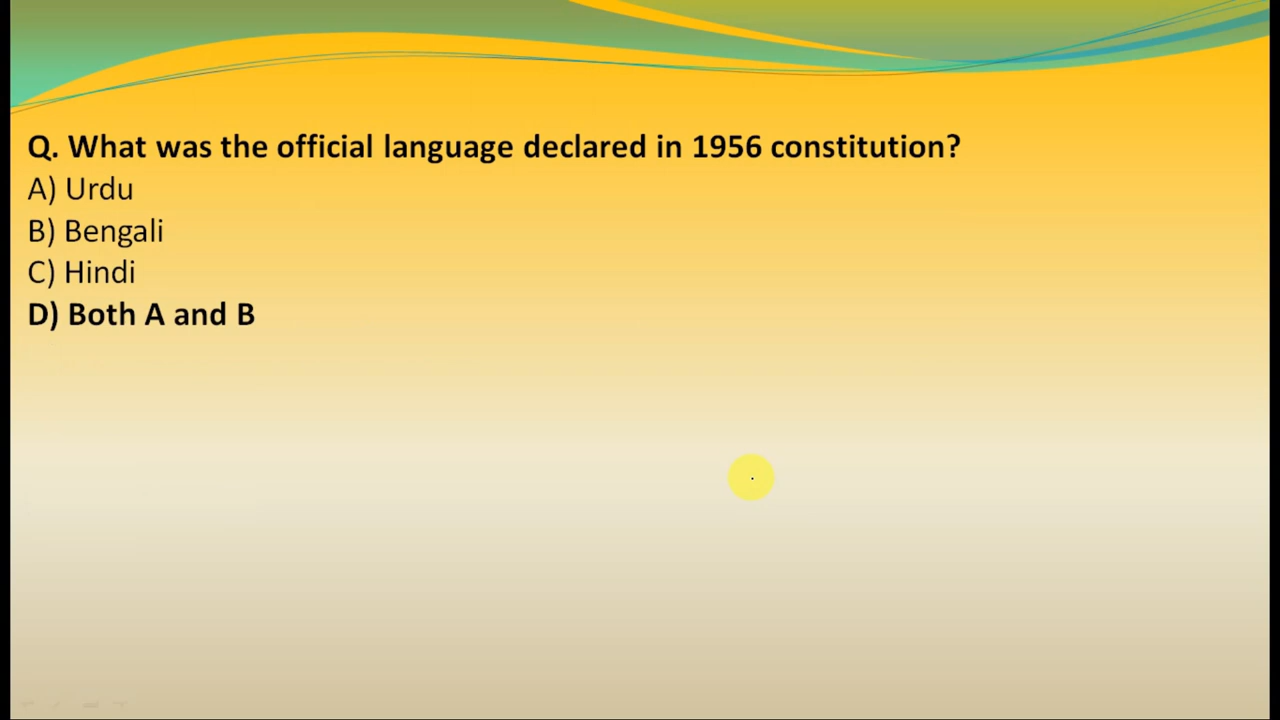 Q. What was the official language declared in 1956 constitution?
A) Urdu
B) Bengali
C) Hindi
D) Both A and B